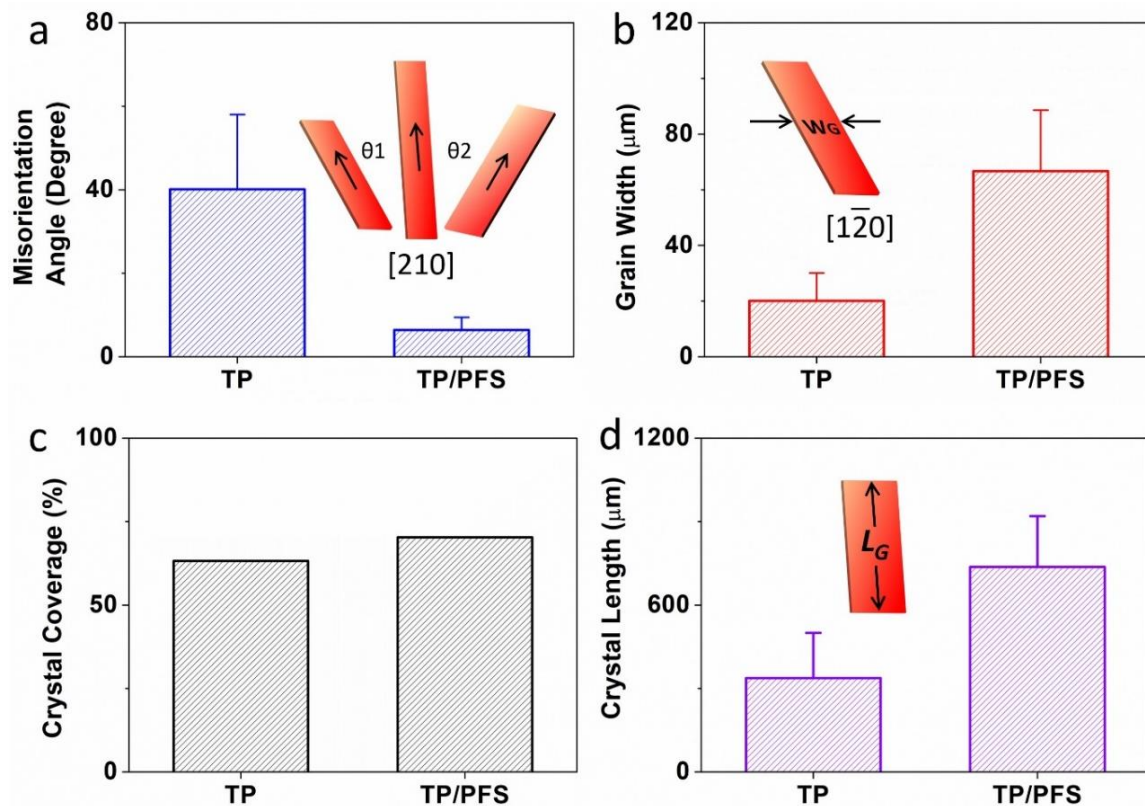 a
80
40
0
Misorientation
Angle (Degree)
θ1
θ2
[210]
TP
TP/PFS
b
120
80
40
0
Grain Width (μm)
WG
[12̅0]
TP
TP/PFS
c
100
50
0
Crystal Coverage (%)
TP
TP/PFS
d
1200
600
0
Crystal Length (μm)
LG
TP
TP/PFS